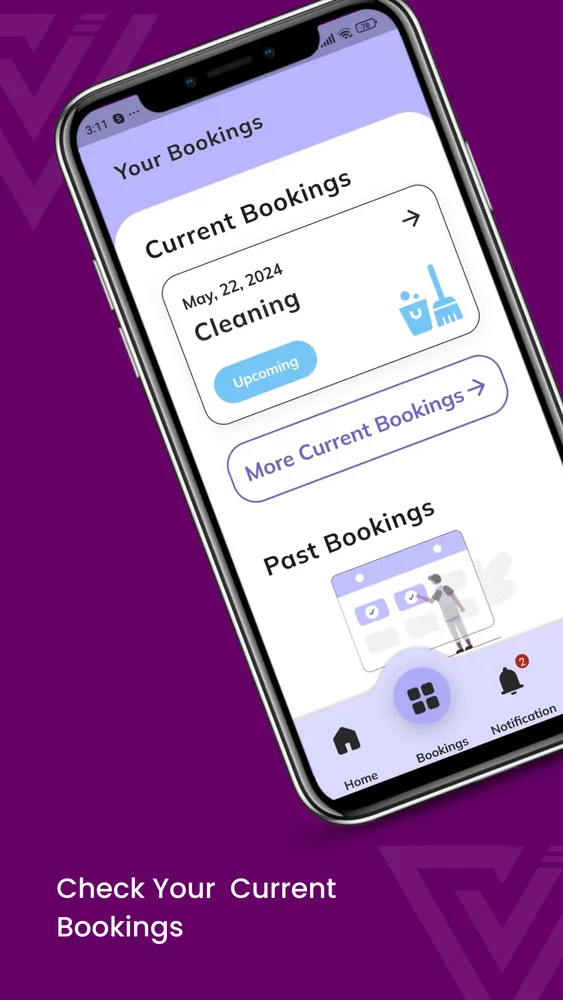 3:11 ...
78
Your Bookings
Current Bookings
May, 22, 2024
Cleaning
Upcoming
More Current Bookings
Past Bookings
2
Home
Bookings
Notification
Check Your  Current
Bookings